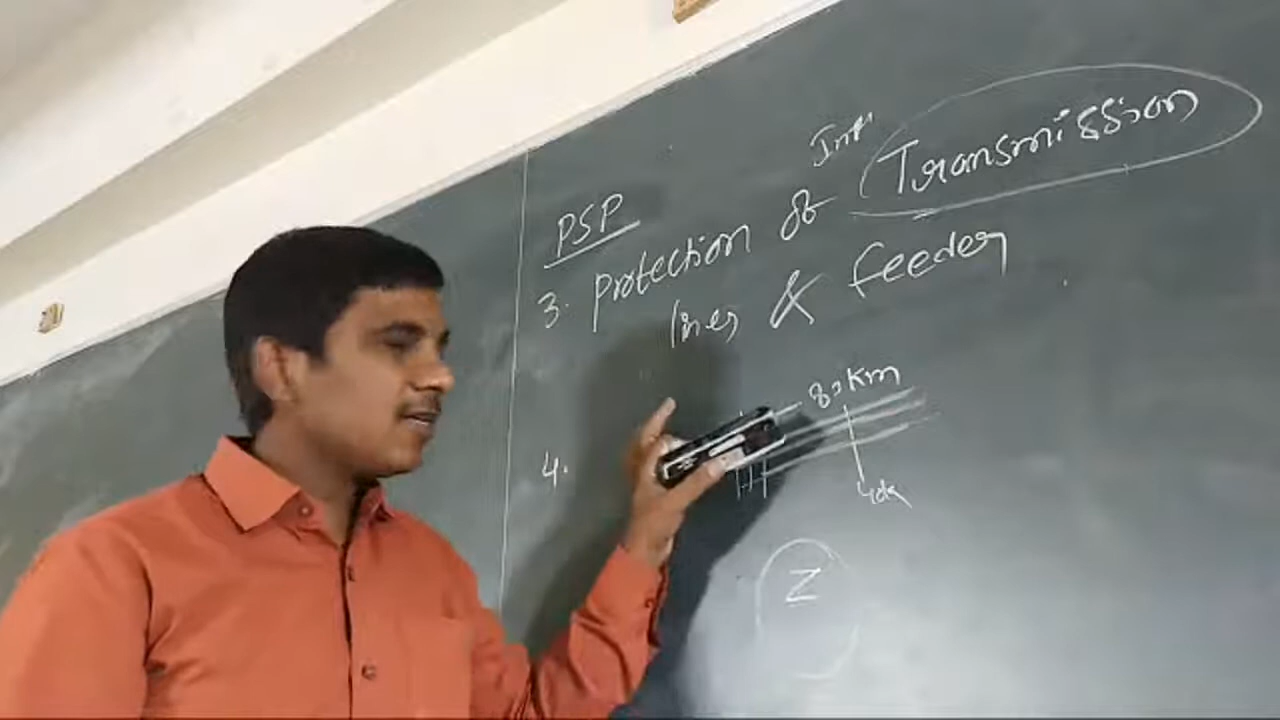 PSP
3. Protection of Transmission
lines & feeder
80 Km
4.
Z